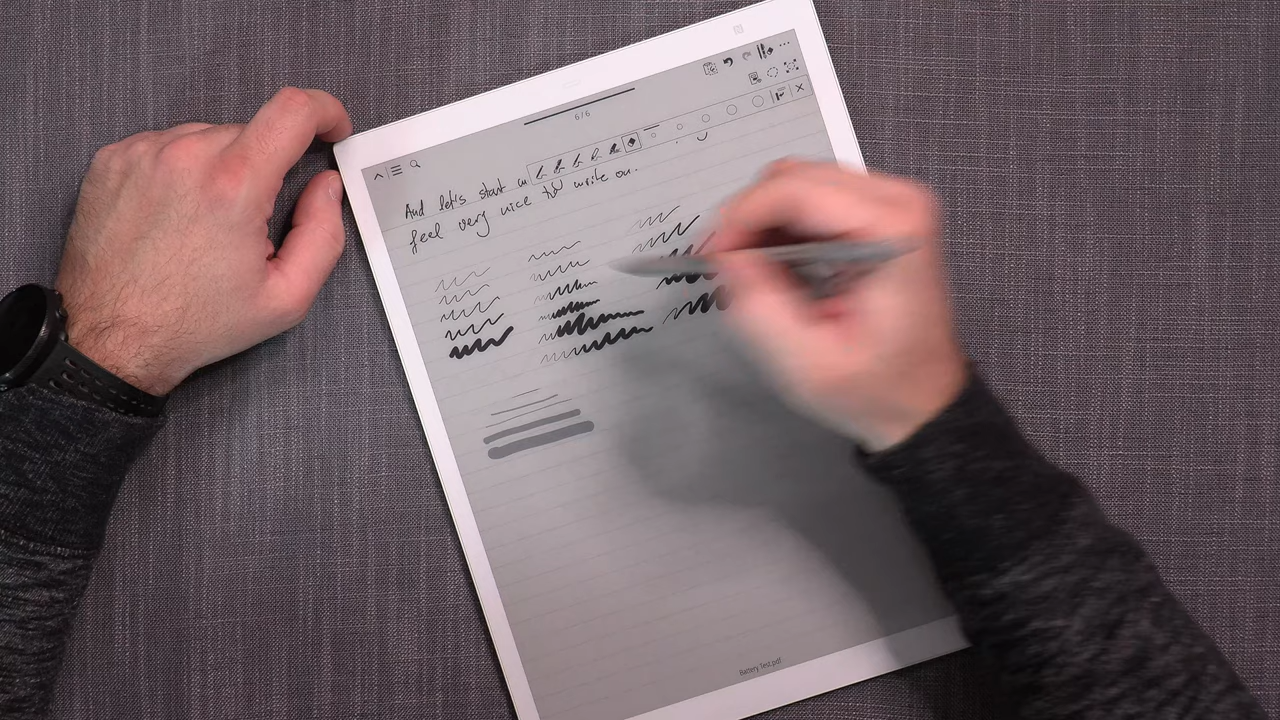 6/6
And let's start
feel very nice to write on.
Battery Test.pdf